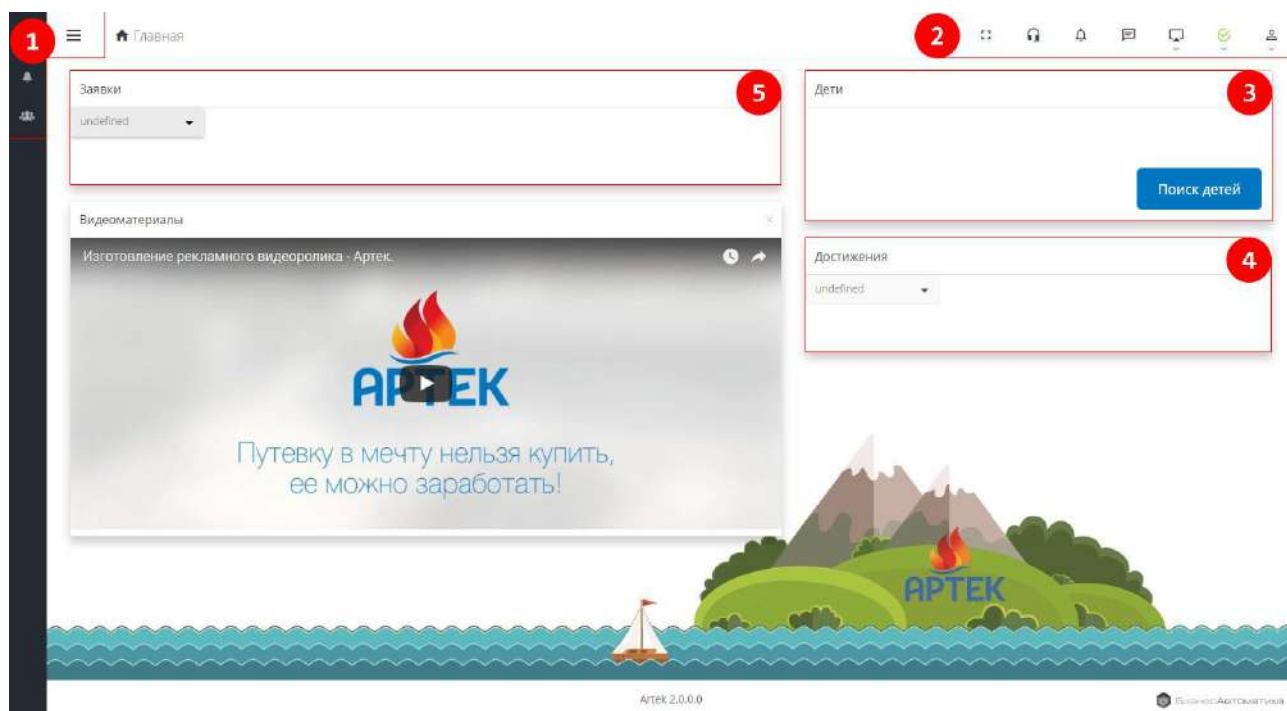 1
Главная
2
Заявки
5
undefined
Дети
3
Поиск детей
Видеоматериалы
Изготовление рекламного видеоролика - Артек.
АРТЕК
Путевку в мечту нельзя купить,
ее можно заработать!
Достижения
4
undefined
АРТЕК
Artek 2.0.0.0
БизнесАвтоматика